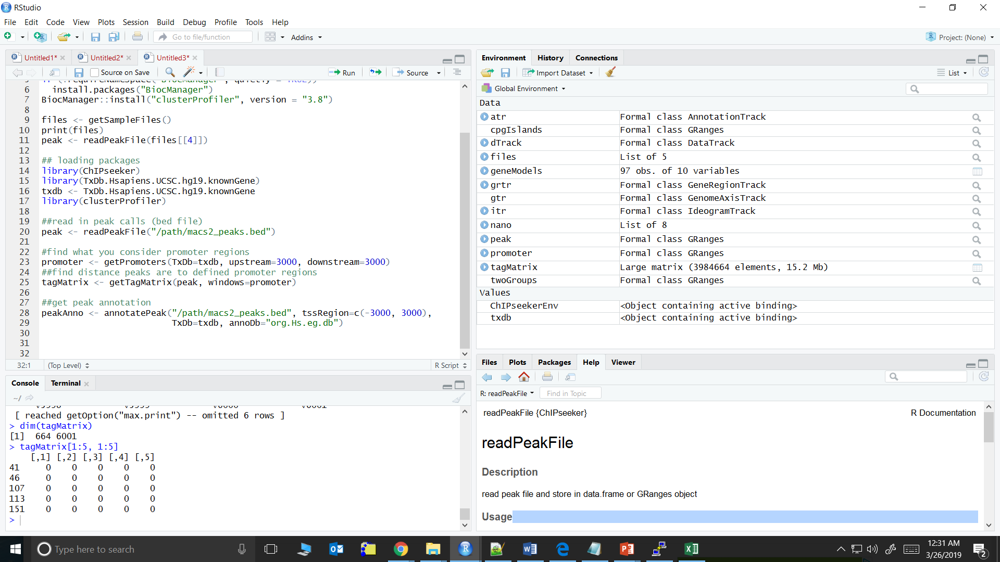 RStudio
File Edit Code View Plots Session Build Debug Profile Tools Help
Go to file/function
Addins
Project: (None)
Untitled1*
Untitled2*
Untitled3*
Source on Save
Run
Source
6 install.packages("BiocManager")
7 BiocManager::install("clusterProfiler", version = "3.8")
8
9 files <- getSampleFiles()
10 print(files)
11 peak <- readPeakFile(files[[4]])
12
13 ## loading packages
14 library(ChIPseeker)
15 library(TxDb.Hsapiens.UCSC.hg19.knownGene)
16 txdb <- TxDb.Hsapiens.UCSC.hg19.knownGene
17 library(clusterProfiler)
18
19 ##read in peak calls (bed file)
20 peak <- readPeakFile("/path/macs2_peaks.bed")
21
22 #find what you consider promoter regions
23 promoter <- getPromoters(TxDb=txdb, upstream=3000, downstream=3000)
24 ##find distance peaks are to defined promoter regions
25 tagMatrix <- getTagMatrix(peak, windows=promoter)
26
27 ##get peak annotation
28 peakAnno <- annotatePeak("/path/macs2_peaks.bed", tssRegion=c(-3000, 3000),
29 TxDb=txdb, annoDb="org.Hs.eg.db")
30
31
32
32:1 (Top Level) R Script
Console Terminal
~/
[ reached getOption("max.print") -- omitted 6 rows ]
> dim(tagMatrix)
[1] 664 6001
> tagMatrix[1:5, 1:5]
[,1] [,2] [,3] [,4] [,5]
41 0 0 0 0 0
46 0 0 0 0 0
107 0 0 0 0 0
113 0 0 0 0 0
151 0 0 0 0 0
>
Environment History Connections
Import Dataset
List
Global Environment
Data
atr Formal class AnnotationTrack
cpgIslands Formal class GRanges
dTrack Formal class DataTrack
files List of 5
geneModels 97 obs. of 10 variables
grtr Formal class GeneRegionTrack
gtr Formal class GenomeAxisTrack
itr Formal class IdeogramTrack
nano List of 8
peak Formal class GRanges
promoter Formal class GRanges
tagMatrix Large matrix (3984664 elements, 15.2 Mb)
twoGroups Formal class GRanges
Values
ChIPseekerEnv <Object containing active binding>
txdb <Object containing active binding>
Files Plots Packages Help Viewer
R: readPeakFile
Find in Topic
readPeakFile {ChIPseeker} R Documentation
readPeakFile
Description
read peak file and store in data.frame or GRanges object
Usage
Type here to search
12:31 AM
3/26/2019
2